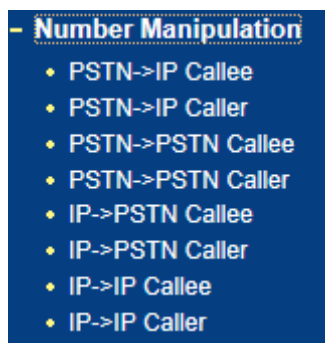 – Number Manipulation
• PSTN->IP Callee
• PSTN->IP Caller
• PSTN->PSTN Callee
• PSTN->PSTN Caller
• IP->PSTN Callee
• IP->PSTN Caller
• IP->IP Callee
• IP->IP Caller